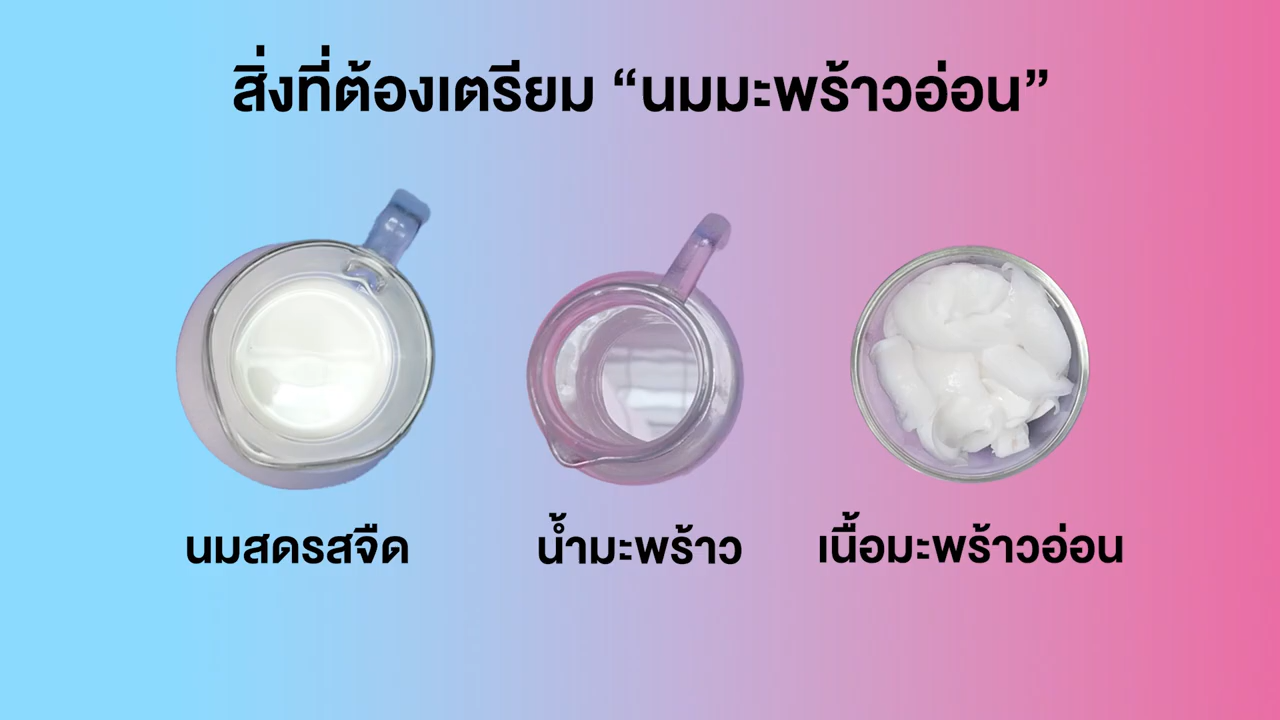 สิ่งที่ต้องเตรียม “นมมะพร้าวอ่อน”
นมสดรสจืด
น้ำมะพร้าว
เนื้อมะพร้าวอ่อน